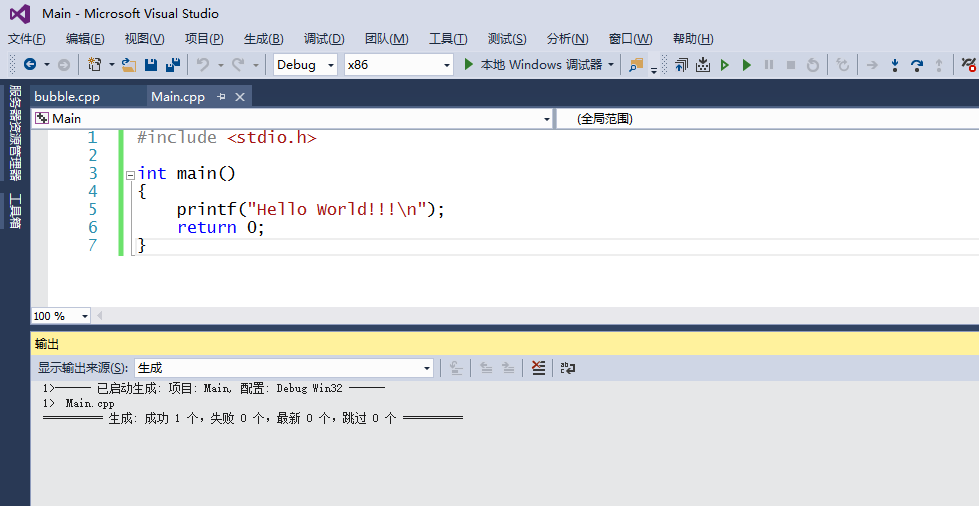 Main - Microsoft Visual Studio
文件(F) 编辑(E) 视图(V) 项目(P) 生成(B) 调试(D) 团队(M) 工具(T) 测试(S) 分析(N) 窗口(W) 帮助(H)
Debug x86 本地 Windows 调试器
服务器资源管理器
工具箱
bubble.cpp Main.cpp
Main (全局范围)
1 #include <stdio.h>
2
3 int main()
4 {
5 printf("Hello World!!!\n");
6 return 0;
7 }
100 %
输出
显示输出来源(S): 生成
1>------ 已启动生成: 项目: Main, 配置: Debug Win32 ------
1> Main.cpp
========== 生成: 成功 1 个，失败 0 个，最新 0 个，跳过 0 个 ==========